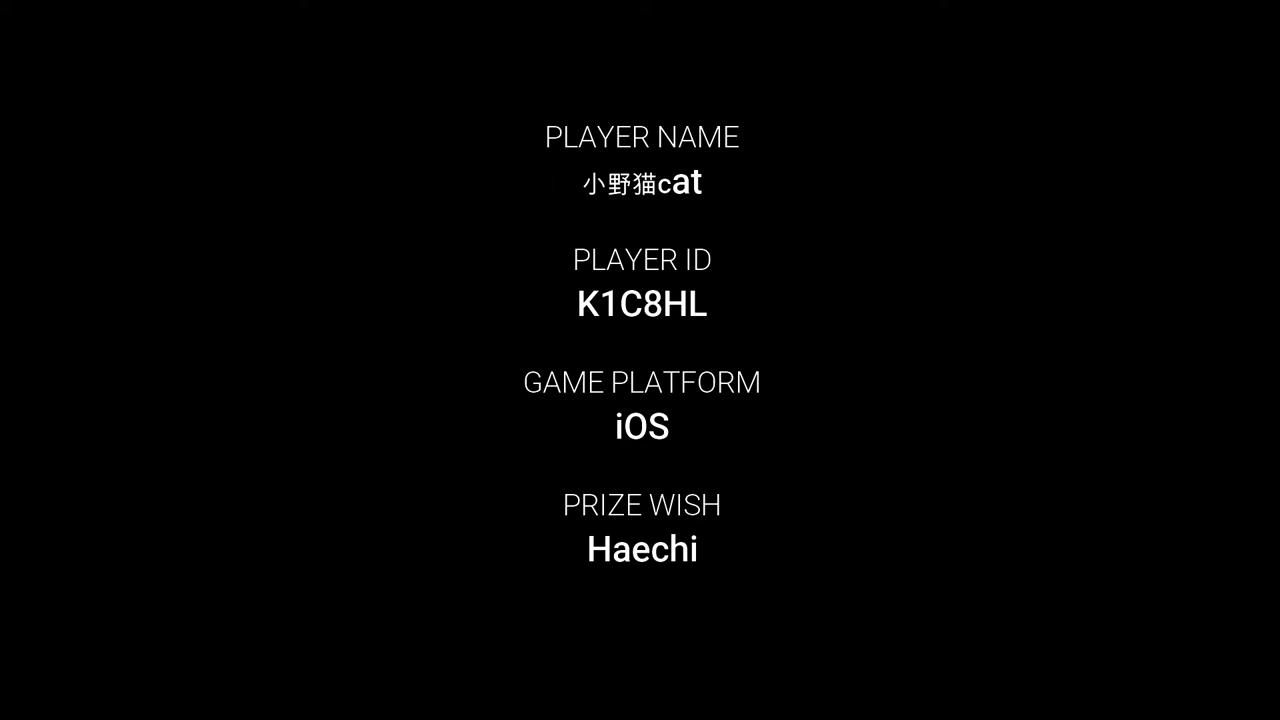 PLAYER NAME
小野猫cat
PLAYER ID
K1C8HL
GAME PLATFORM
iOS
PRIZE WISH
Haechi